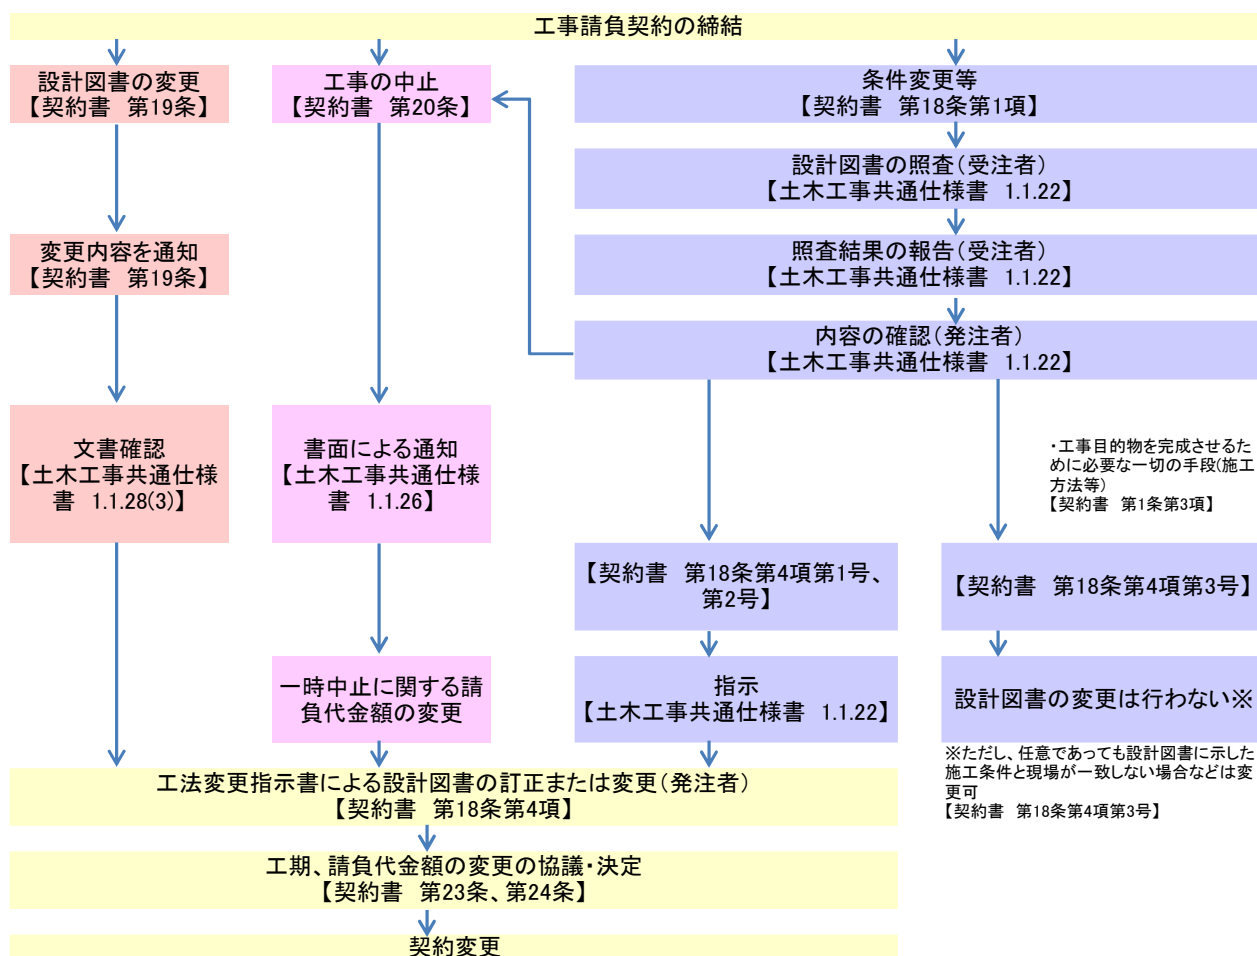 工事請負契約の締結
設計図書の変更
【契約書　第19条】
工事の中止
【契約書　第20条】
条件変更等
【契約書　第18条第1項】
設計図書の照査(受注者)
【土木工事共通仕様書　1.1.22】
変更内容を通知
【契約書　第19条】
照査結果の報告(受注者)
【土木工事共通仕様書　1.1.22】
内容の確認(発注者)
【土木工事共通仕様書　1.1.22】
文書確認
【土木工事共通仕様
書　1.1.28(3)】
書面による通知
【土木工事共通仕様
書　1.1.26】
・工事目的物を完成させるた
めに必要な一切の手段(施工
方法等)
【契約書　第1条第3項】
【契約書　第18条第4項第1号、
第2号】
【契約書　第18条第4項第3号】
一時中止に関する請
負代金額の変更
指示
【土木工事共通仕様書　1.1.22】
設計図書の変更は行わない※
※ただし、任意であっても設計図書に示した
施工条件と現場が一致しない場合などは変
更可
【契約書　第18条第4項第3号】
工法変更指示書による設計図書の訂正または変更(発注者)
【契約書　第18条第4項】
工期、請負代金額の変更の協議・決定
【契約書　第23条、第24条】
契約変更